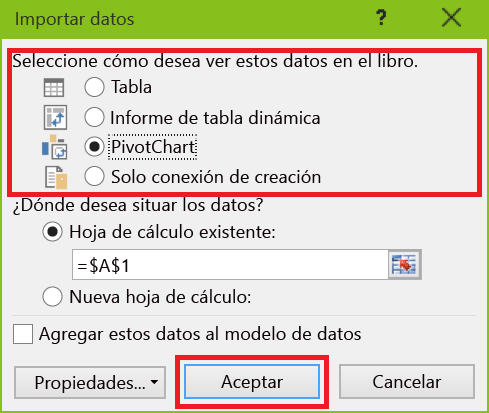 Importar datos ?
Seleccione cómo desea ver estos datos en el libro.
Tabla
Informe de tabla dinámica
PivotChart
Solo conexión de creación
¿Dónde desea situar los datos?
Hoja de cálculo existente:
=$A$1
Nueva hoja de cálculo:
Agregar estos datos al modelo de datos
Propiedades... Aceptar Cancelar